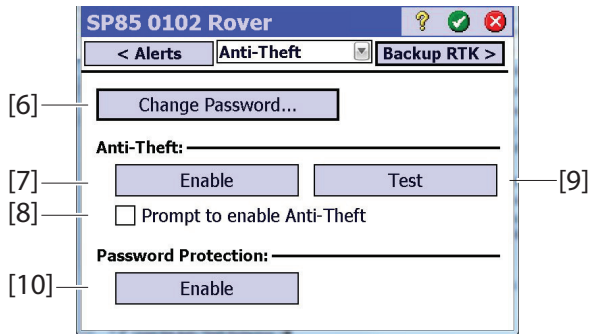 SP85 0102 Rover ?
< Alerts Anti-Theft Backup RTK >
[6] Change Password...
Anti-Theft:
[7] Enable Test [9]
[8] Prompt to enable Anti-Theft
Password Protection:
[10] Enable